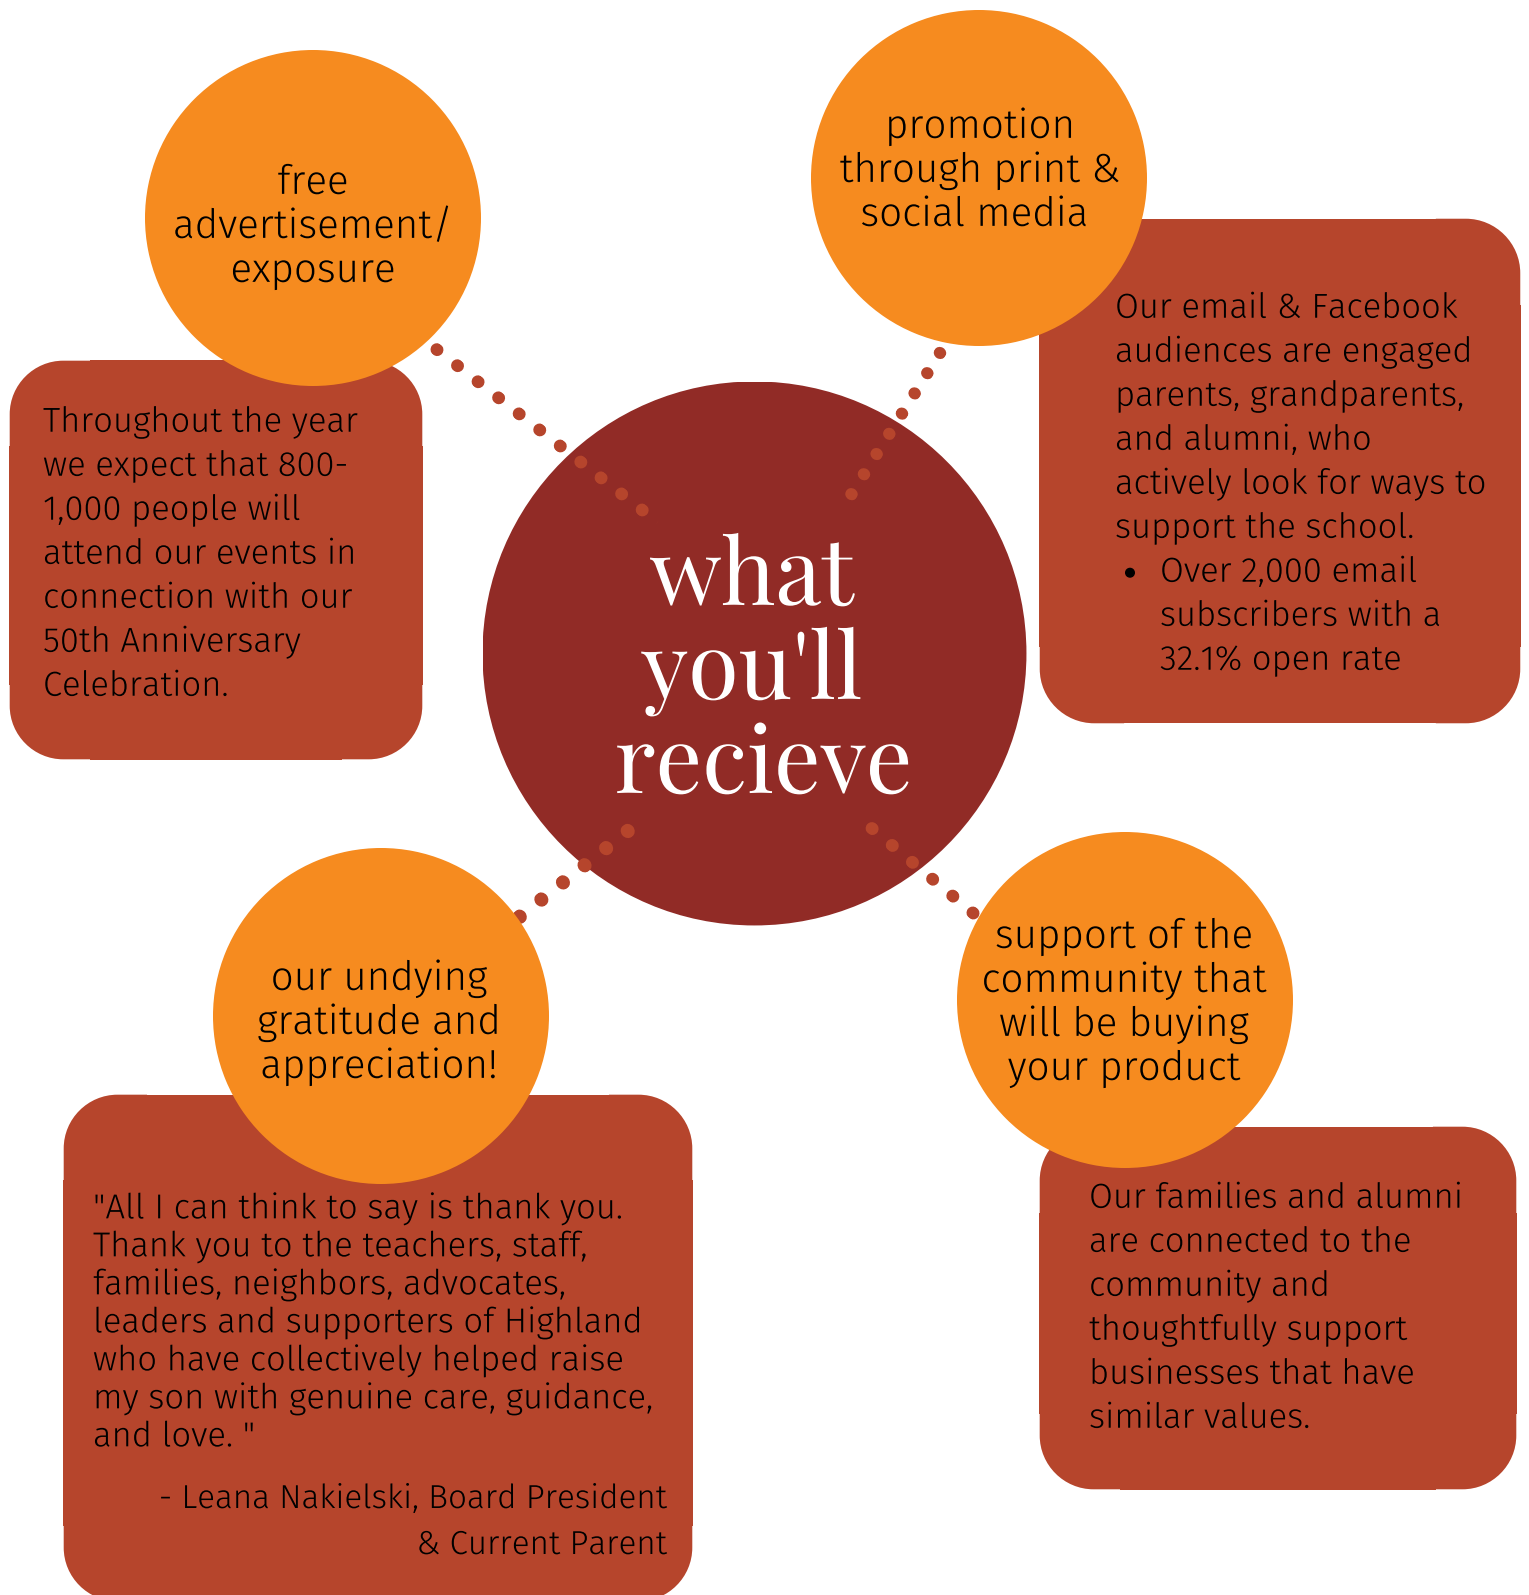 free
advertisement/
exposure
Throughout the year
we expect that 800-
1,000 people will
attend our events in
connection with our
50th Anniversary
Celebration.
promotion
through print &
social media
Our email & Facebook
audiences are engaged
parents, grandparents,
and alumni, who
actively look for ways to
support the school.
• Over 2,000 email
subscribers with a
32.1% open rate
what
you'll
recieve
our undying
gratitude and
appreciation!
"All I can think to say is thank you.
Thank you to the teachers, staff,
families, neighbors, advocates,
leaders and supporters of Highland
who have collectively helped raise
my son with genuine care, guidance,
and love. "
- Leana Nakielski, Board President
& Current Parent
support of the
community that
will be buying
your product
Our families and alumni
are connected to the
community and
thoughtfully support
businesses that have
similar values.